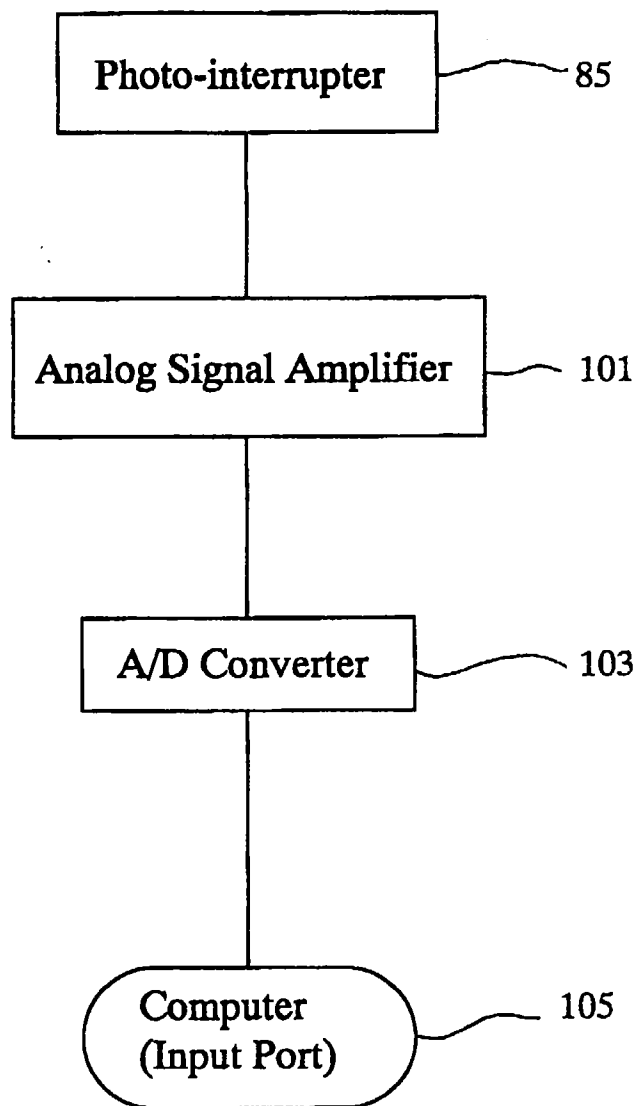 Photo-interrupter
85
Analog Signal Amplifier
101
A/D Converter
103
Computer
(Input Port)
105